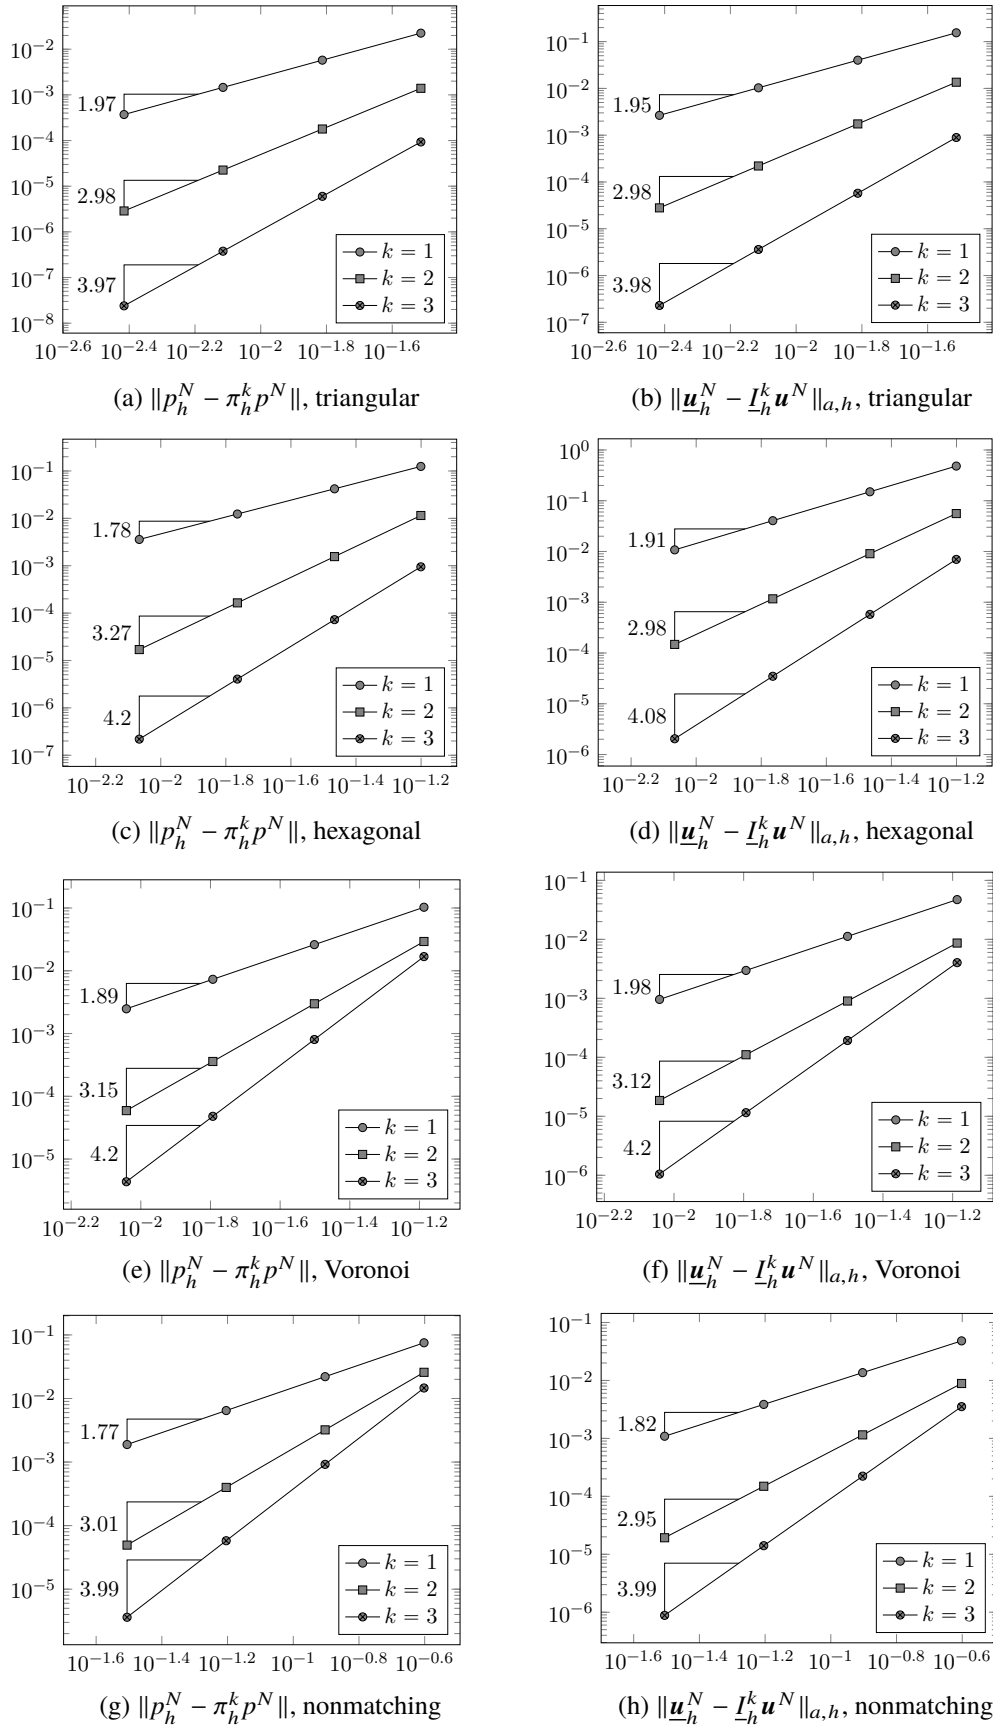 10^{-2}
10^{-3}
10^{-4}
10^{-5}
10^{-6}
10^{-7}
10^{-8}
1.97
2.98
3.97
k = 1
k = 2
k = 3
10^{-2.6} 10^{-2.4} 10^{-2.2} 10^{-2} 10^{-1.8} 10^{-1.6}
(a) ‖p_h^N − π_h^k p^N‖, triangular
10^{-1}
10^{-2}
10^{-3}
10^{-4}
10^{-5}
10^{-6}
10^{-7}
1.95
2.98
3.98
k = 1
k = 2
k = 3
10^{-2.6} 10^{-2.4} 10^{-2.2} 10^{-2} 10^{-1.8} 10^{-1.6}
(b) ‖u_h^N − I_h^k u^N‖_{a,h}, triangular
10^{-1}
10^{-2}
10^{-3}
10^{-4}
10^{-5}
10^{-6}
10^{-7}
1.78
3.27
4.2
k = 1
k = 2
k = 3
10^{-2.2} 10^{-2} 10^{-1.8} 10^{-1.6} 10^{-1.4} 10^{-1.2}
(c) ‖p_h^N − π_h^k p^N‖, hexagonal
10^{0}
10^{-1}
10^{-2}
10^{-3}
10^{-4}
10^{-5}
10^{-6}
1.91
2.98
4.08
k = 1
k = 2
k = 3
10^{-2.2} 10^{-2} 10^{-1.8} 10^{-1.6} 10^{-1.4} 10^{-1.2}
(d) ‖u_h^N − I_h^k u^N‖_{a,h}, hexagonal
10^{-1}
10^{-2}
10^{-3}
10^{-4}
10^{-5}
1.89
3.15
4.2
k = 1
k = 2
k = 3
10^{-2.2} 10^{-2} 10^{-1.8} 10^{-1.6} 10^{-1.4} 10^{-1.2}
(e) ‖p_h^N − π_h^k p^N‖, Voronoi
10^{-1}
10^{-2}
10^{-3}
10^{-4}
10^{-5}
10^{-6}
1.98
3.12
4.2
k = 1
k = 2
k = 3
10^{-2.2} 10^{-2} 10^{-1.8} 10^{-1.6} 10^{-1.4} 10^{-1.2}
(f) ‖u_h^N − I_h^k u^N‖_{a,h}, Voronoi
10^{-1}
10^{-2}
10^{-3}
10^{-4}
10^{-5}
1.77
3.01
3.99
k = 1
k = 2
k = 3
10^{-1.6} 10^{-1.4} 10^{-1.2} 10^{-1} 10^{-0.8} 10^{-0.6}
(g) ‖p_h^N − π_h^k p^N‖, nonmatching
10^{-1}
10^{-2}
10^{-3}
10^{-4}
10^{-5}
10^{-6}
1.82
2.95
3.99
k = 1
k = 2
k = 3
10^{-1.6} 10^{-1.4} 10^{-1.2} 10^{-1} 10^{-0.8} 10^{-0.6}
(h) ‖u_h^N − I_h^k u^N‖_{a,h}, nonmatching